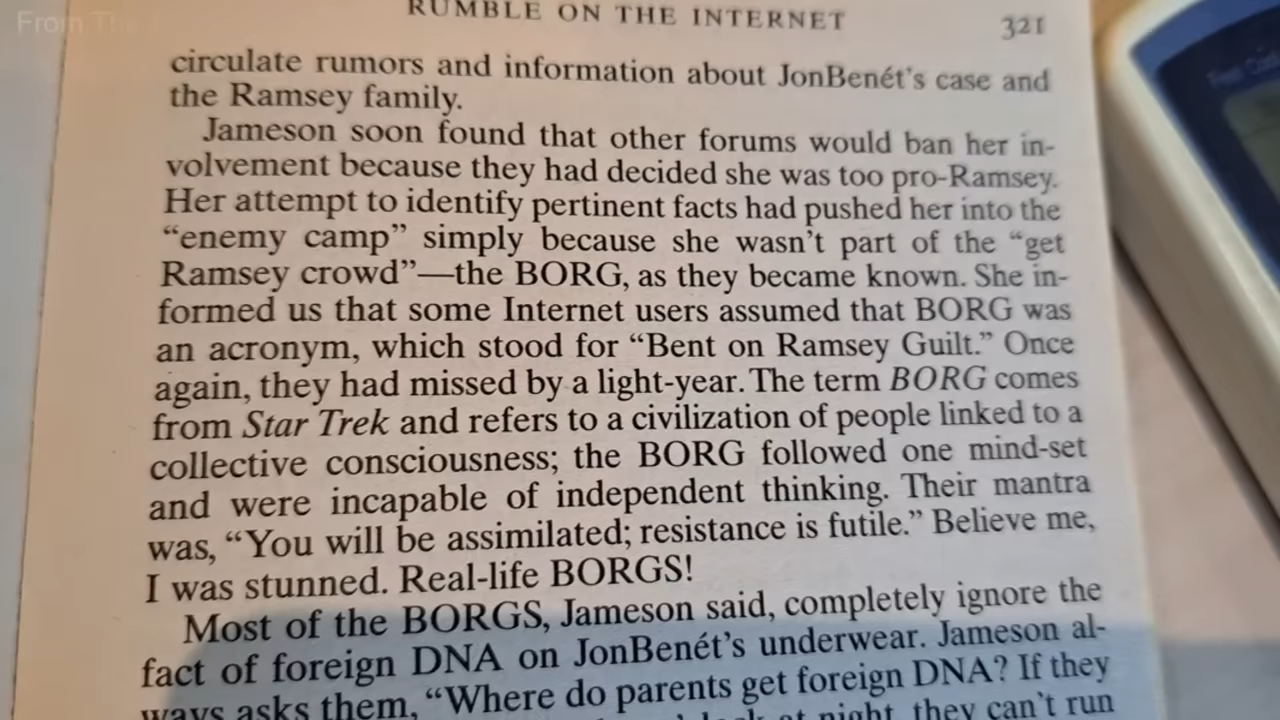 From The
RUMBLE ON THE INTERNET 321
circulate rumors and information about JonBenét's case and
the Ramsey family.
Jameson soon found that other forums would ban her in-
volvement because they had decided she was too pro-Ramsey.
Her attempt to identify pertinent facts had pushed her into the
“enemy camp” simply because she wasn't part of the “get
Ramsey crowd”—the BORG, as they became known. She in-
formed us that some Internet users assumed that BORG was
an acronym, which stood for “Bent on Ramsey Guilt.” Once
again, they had missed by a light-year. The term BORG comes
from Star Trek and refers to a civilization of people linked to a
collective consciousness; the BORG followed one mind-set
and were incapable of independent thinking. Their mantra
was, “You will be assimilated; resistance is futile.” Believe me,
I was stunned. Real-life BORGS!
Most of the BORGS, Jameson said, completely ignore the
fact of foreign DNA on JonBenét's underwear. Jameson al-
ways asks them, “Where do parents get foreign DNA? If they
at night, they can't run